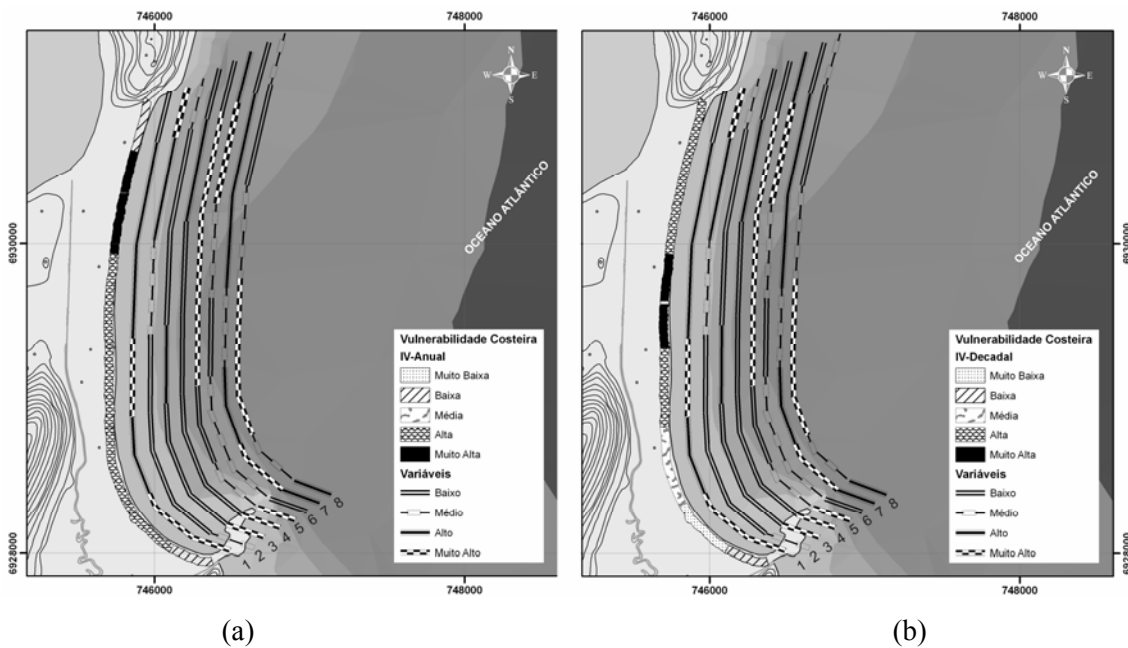 746000
748000
N
W
E
S
OCEANO ATLÂNTICO
6930000
6928000
Vulnerabilidade Costeira
IV-Anual
Muito Baixa
Baixa
Média
Alta
Muito Alta
Variáveis
Baixo
Médio
Alto
Muito Alto
1 2 3 4 5 6 7 8
746000
748000
(a)
746000
748000
N
W
E
S
OCEANO ATLÂNTICO
Vulnerabilidade Costeira
IV-Decadal
Muito Baixa
Baixa
Média
Alta
Muito Alta
Variáveis
Baixo
Médio
Alto
Muito Alto
1 2 3 4 5 6 7 8
6930000
6928000
746000
748000
(b)